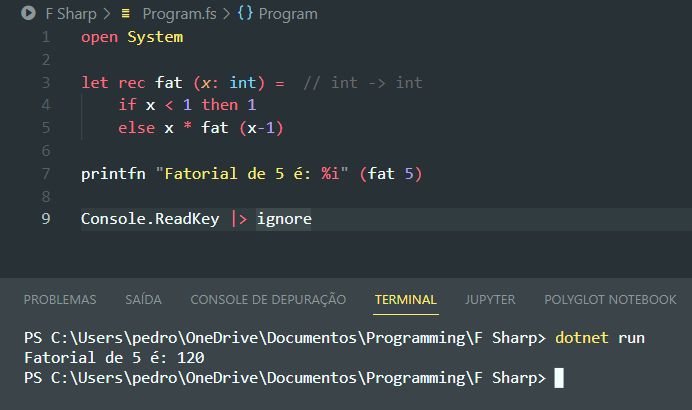 F Sharp > Program.fs > {} Program
1 open System
2
3 let rec fat (x: int) = // int -> int
4 if x < 1 then 1
5 else x * fat (x-1)
6
7 printfn "Fatorial de 5 é: %i" (fat 5)
8
9 Console.ReadKey |> ignore
PROBLEMAS SAÍDA CONSOLE DE DEPURAÇÃO TERMINAL JUPYTER POLYGLOT NOTEBOOK
PS C:\Users\pedro\OneDrive\Documentos\Programming\F Sharp> dotnet run
Fatorial de 5 é: 120
PS C:\Users\pedro\OneDrive\Documentos\Programming\F Sharp>